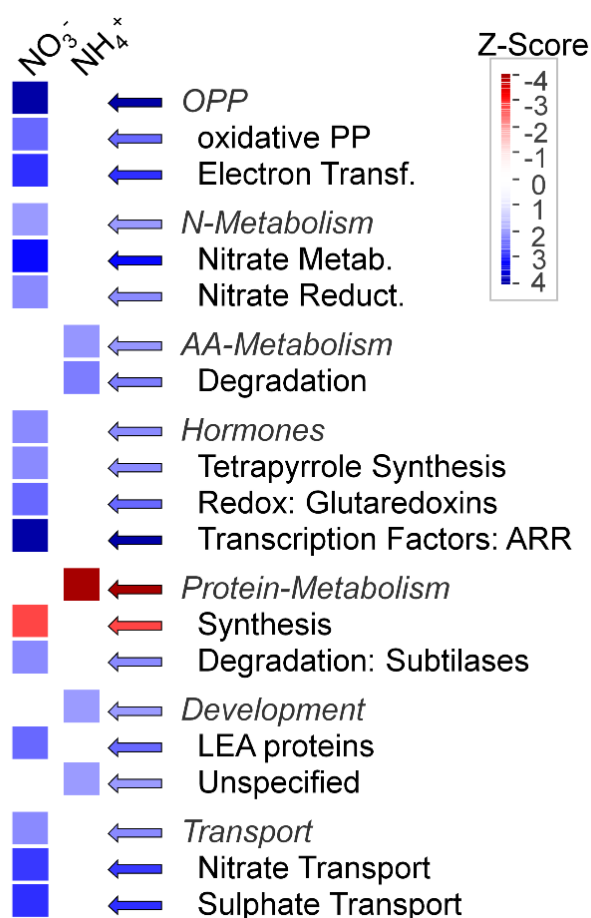 NO₃⁻ NH₄⁺
Z-Score
-4
-3
-2
-1
0
1
2
3
4
OPP
oxidative PP
Electron Transf.
N-Metabolism
Nitrate Metab.
Nitrate Reduct.
AA-Metabolism
Degradation
Hormones
Tetrapyrrole Synthesis
Redox: Glutaredoxins
Transcription Factors: ARR
Protein-Metabolism
Synthesis
Degradation: Subtilases
Development
LEA proteins
Unspecified
Transport
Nitrate Transport
Sulphate Transport